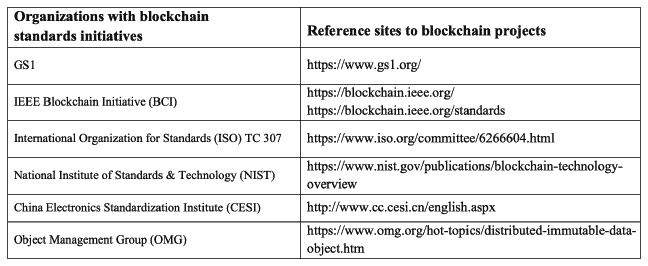 Organizations with blockchain
standards initiatives
Reference sites to blockchain projects
GS1
https://www.gs1.org/
IEEE Blockchain Initiative (BCI)
https://blockchain.ieee.org/
https://blockchain.ieee.org/standards
International Organization for Standards (ISO) TC 307
https://www.iso.org/committee/6266604.html
National Institute of Standards & Technology (NIST)
https://www.nist.gov/publications/blockchain-technology-
overview
China Electronics Standardization Institute (CESI)
http://www.cc.cesi.cn/english.aspx
Object Management Group (OMG)
https://www.omg.org/hot-topics/distributed-immutable-data-
object.htm